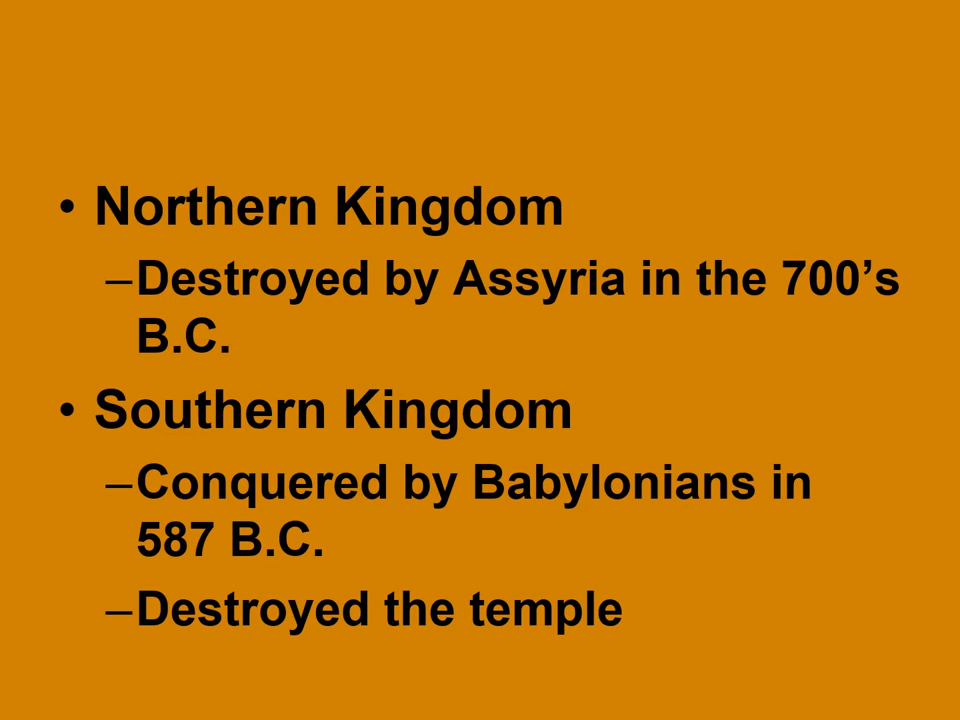 • Northern Kingdom
–Destroyed by Assyria in the 700’s
B.C.
• Southern Kingdom
–Conquered by Babylonians in
587 B.C.
–Destroyed the temple